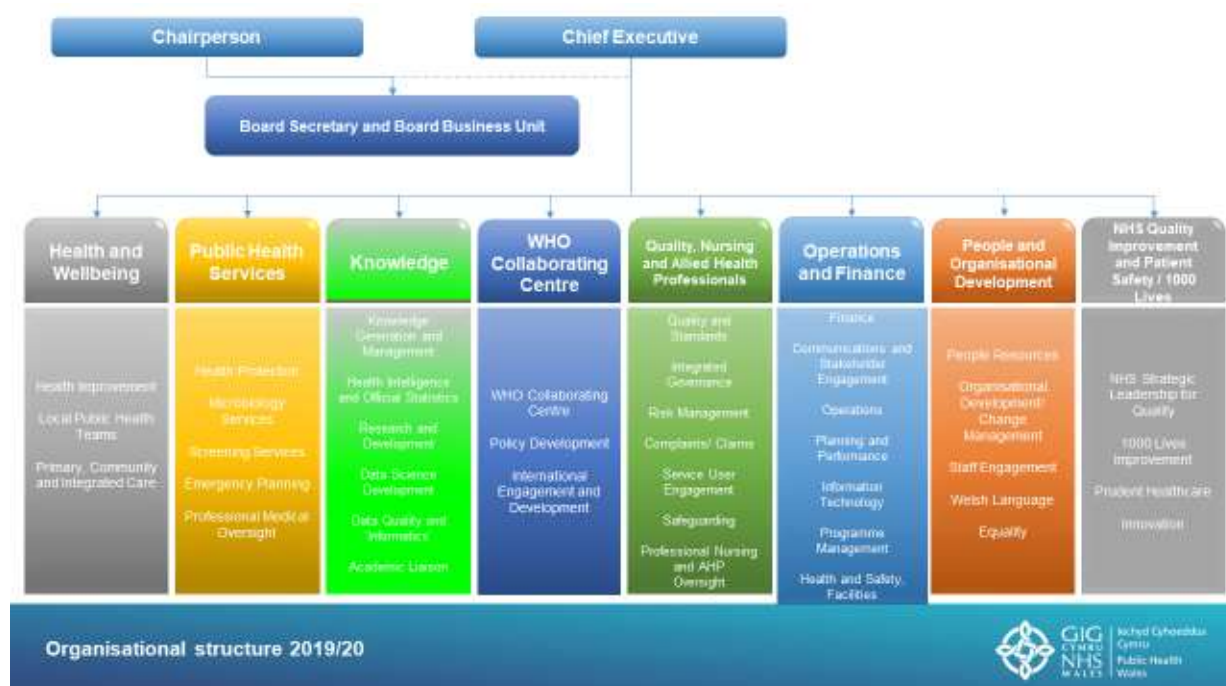 Chairperson
Chief Executive
Board Secretary and Board Business Unit
Health and
Wellbeing
Public Health
Services
Knowledge
WHO
Collaborating
Centre
Quality, Nursing
and Allied Health
Professionals
Operations
and Finance
People and
Organisational
Development
NHS Quality
Improvement
and Patient
Safety / 1000
Lives
Health Improvement
Local Public Health
Teams
Primary, Community
and Integrated Care
Health Protection
Microbiology
Services
Screening Services
Emergency Planning
Professional Medical
Oversight
Knowledge
Generation and
Management
Health Intelligence
and Official Statistics
Research and
Development
Data Science
Development
Data Quality and
Informatics
Academic Liaison
WHO Collaborating
Centre
Policy Development
International
Engagement and
Development
Quality and
Standards
Integrated
Governance
Risk Management
Complaints/ Claims
Service User
Engagement
Safeguarding
Professional Nursing
and AHP
Oversight
Finance
Communications and
Stakeholder
Engagement
Operations
Planning and
Performance
Information
Technology
Programme
Management
Health and Safety,
Facilities
People Resources
Organisational
Development/
Change
Management
Staff Engagement
Welsh Language
Equality
NHS Strategic
Leadership for
Quality
1000 Lives
Improvement
Prudent Healthcare
Innovation
Organisational structure 2019/20
GIG
CYMRU
NHS
WALES
Iechyd Cyhoeddus
Cymru
Public Health
Wales